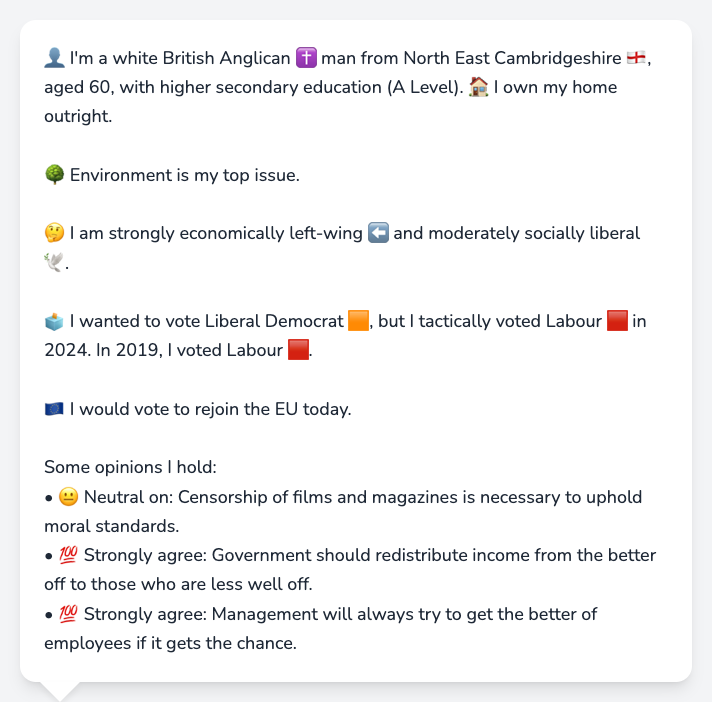 👤 I'm a white British Anglican ✝️ man from North East Cambridgeshire 🏴󠁧󠁢󠁥󠁮󠁧󠁿,
aged 60, with higher secondary education (A Level). 🏠 I own my home
outright.
🌳 Environment is my top issue.
🤔 I am strongly economically left-wing ⬅️ and moderately socially liberal
🕊️.
🗳️ I wanted to vote Liberal Democrat 🟧, but I tactically voted Labour 🟥 in
2024. In 2019, I voted Labour 🟥.
🇪🇺 I would vote to rejoin the EU today.
Some opinions I hold:
• 😐 Neutral on: Censorship of films and magazines is necessary to uphold
moral standards.
• 💯 Strongly agree: Government should redistribute income from the better
off to those who are less well off.
• 💯 Strongly agree: Management will always try to get the better of
employees if it gets the chance.